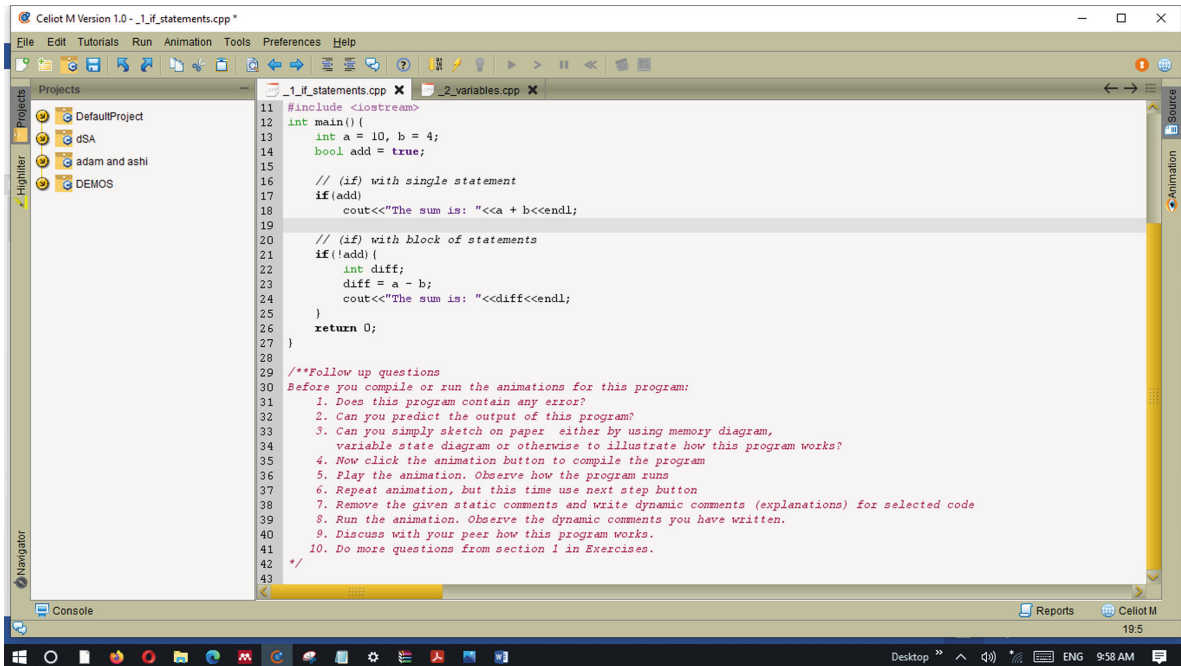 Celiot M Version 1.0 - _1_if_statements.cpp *
File Edit Tutorials Run Animation Tools Preferences Help
Projects
_1_if_statements.cpp
_2_variables.cpp
Projects
Highliter
Navigator
DefaultProject
dSA
adam and ashi
DEMOS
11 #include <iostream>
12 int main(){
13 int a = 10, b = 4;
14 bool add = true;
15
16 // (if) with single statement
17 if(add)
18 cout<<"The sum is: "<<a + b<<endl;
19
20 // (if) with block of statements
21 if(!add){
22 int diff;
23 diff = a - b;
24 cout<<"The sum is: "<<diff<<endl;
25 }
26 return 0;
27 }
28
29 /**Follow up questions
30 Before you compile or run the animations for this program:
31 1. Does this program contain any error?
32 2. Can you predict the output of this program?
33 3. Can you simply sketch on paper either by using memory diagram,
34 variable state diagram or otherwise to illustrate how this program works?
35 4. Now click the animation button to compile the program
36 5. Play the animation. Observe how the program runs
37 6. Repeat animation, but this time use next step button
38 7. Remove the given static comments and write dynamic comments (explanations) for selected code
39 8. Run the animation. Observe the dynamic comments you have written.
40 9. Discuss with your peer how this program works.
41 10. Do more questions from section 1 in Exercises.
42 */
43
Source
Animation
Console
Reports
Celiot M
19:5
Desktop
ENG
9:58 AM